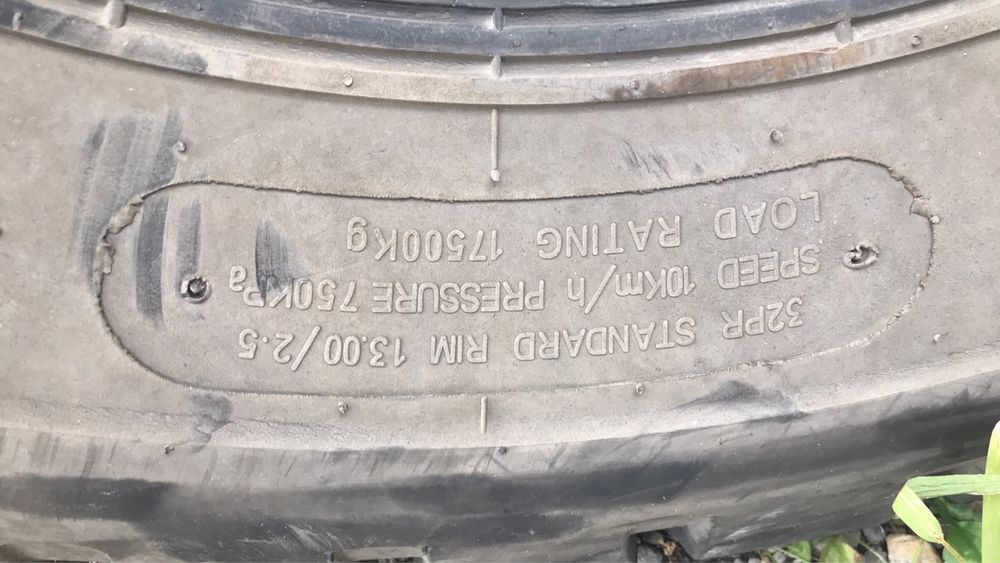 32PR STANDARD RIM 13.00/2.5
SPEED 10Km/h PRESSURE 750KPa
LOAD RATING 17500Kg